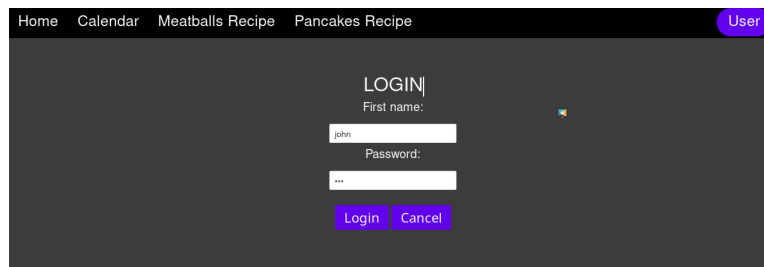 Home Calendar Meatballs Recipe Pancakes Recipe User
LOGIN
First name:
john
Password:
•••
Login Cancel